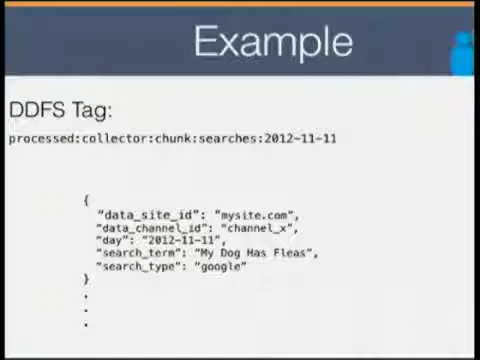 Example
DDFS Tag:
processed:collector:chunk:searches:2012-11-11
{
"data_site_id": "mysite.com",
"data_channel_id": "channel_x",
"day": "2012-11-11",
"search_term": "My Dog Has Fleas",
"search_type": "google"
}
.
.
.